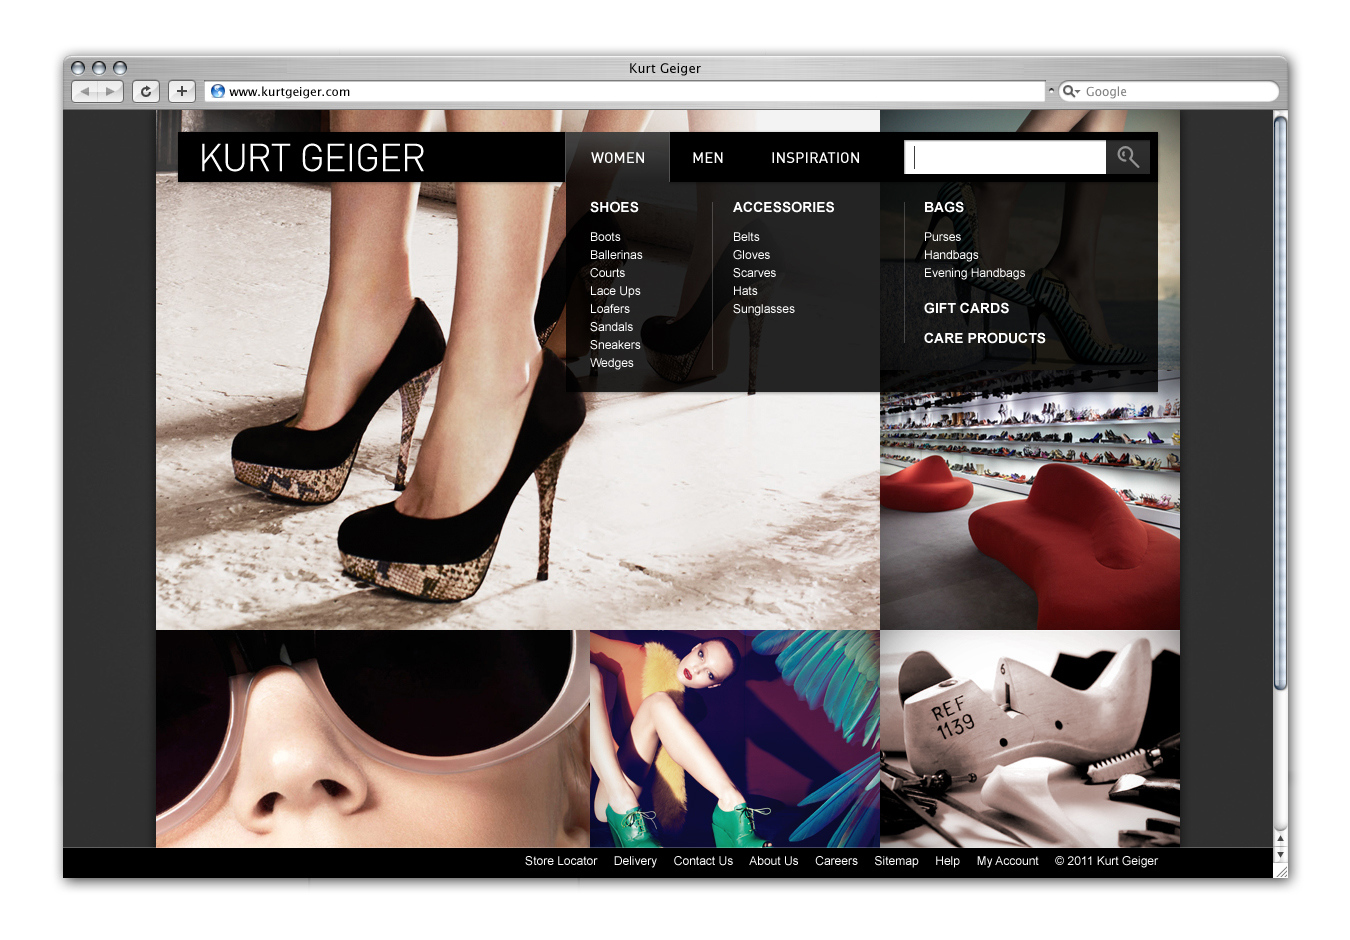 Kurt Geiger
www.kurtgeiger.com
Google
KURT GEIGER
WOMEN
MEN
INSPIRATION
SHOES
Boots
Ballerinas
Courts
Lace Ups
Loafers
Sandals
Sneakers
Wedges
ACCESSORIES
Belts
Gloves
Scarves
Hats
Sunglasses
BAGS
Purses
Handbags
Evening Handbags
GIFT CARDS
CARE PRODUCTS
6
REF
1139
Store Locator Delivery Contact Us About Us Careers Sitemap Help My Account © 2011 Kurt Geiger